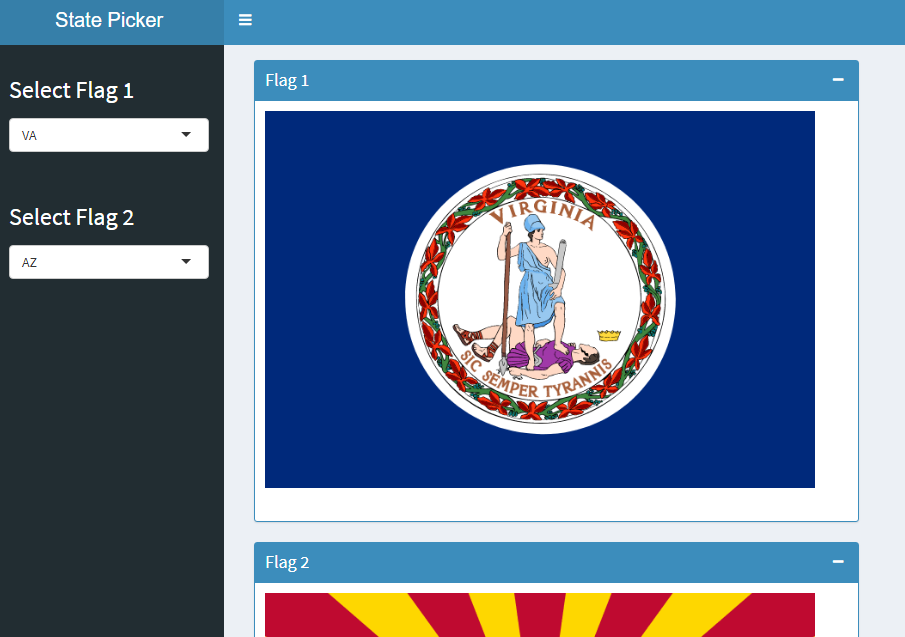 State Picker
Select Flag 1
VA
Select Flag 2
AZ
Flag 1
VIRGINIA
SIC SEMPER TYRANNIS
Flag 2